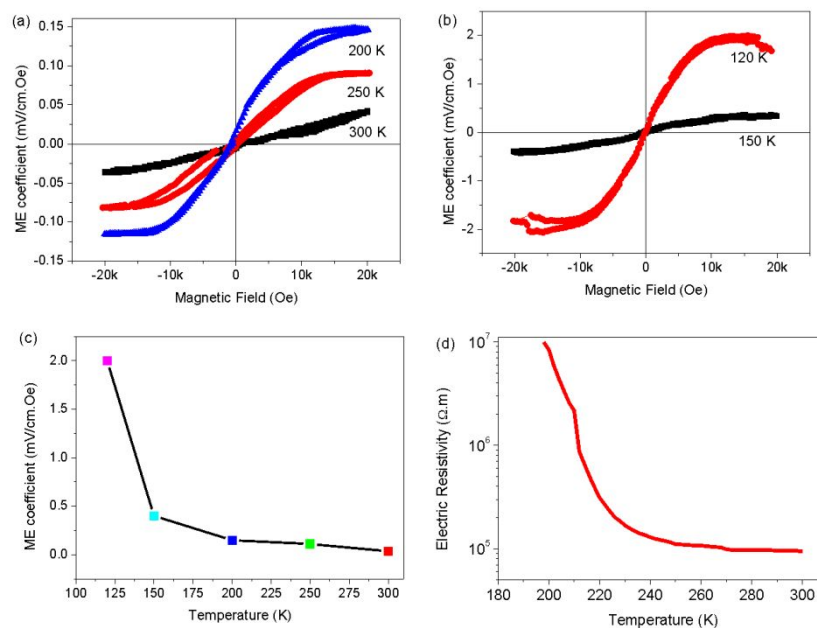 (a)
0.15
0.10
0.05
0.00
-0.05
-0.10
-0.15
ME coefficient (mV/cm.Oe)
200 K
250 K
300 K
-20k -10k 0 10k 20k
Magnetic Field (Oe)
(b)
2
1
0
-1
-2
ME coefficient (mV/cm.Oe)
120 K
150 K
-20k -10k 0 10k 20k
Magnetic Field (Oe)
(c)
2.0
1.5
1.0
0.5
0.0
ME coefficient (mV/cm.Oe)
100 125 150 175 200 225 250 275 300
Temperature (K)
(d)
10^7
10^6
10^5
Electric Resistivity (Ω.m)
180 200 220 240 260 280 300
Temperature (K)